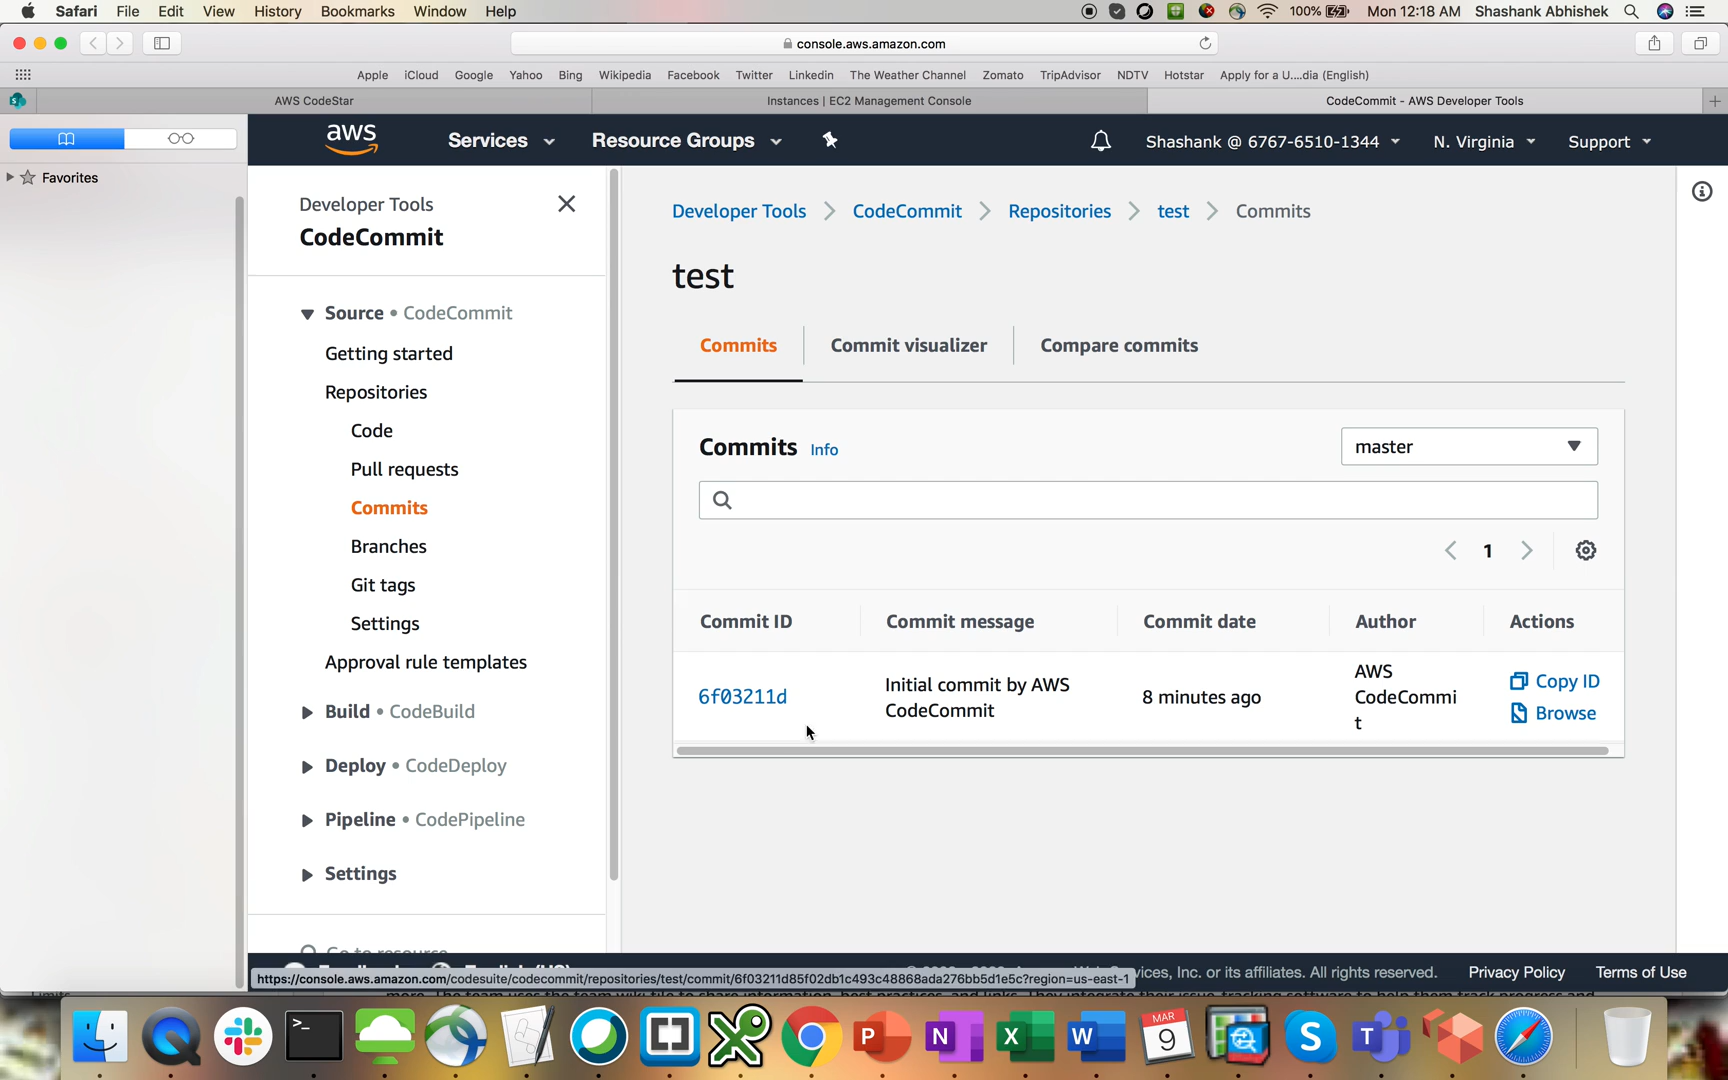 Safari File Edit View History Bookmarks Window Help 100% Mon 12:18 AM Shashank Abhishek
console.aws.amazon.com
Apple iCloud Google Yahoo Bing Wikipedia Facebook Twitter Linkedin The Weather Channel Zomato TripAdvisor NDTV Hotstar Apply for a U....dia (English)
AWS CodeStar Instances | EC2 Management Console CodeCommit - AWS Developer Tools
aws Services Resource Groups Shashank @ 6767-6510-1344 N. Virginia Support
Favorites
Developer Tools
CodeCommit
Source • CodeCommit
Getting started
Repositories
Code
Pull requests
Commits
Branches
Git tags
Settings
Approval rule templates
Build • CodeBuild
Deploy • CodeDeploy
Pipeline • CodePipeline
Settings
Go to resource
Developer Tools CodeCommit Repositories test Commits
test
Commits Commit visualizer Compare commits
Commits Info master
1
Commit ID Commit message Commit date Author Actions
6f03211d Initial commit by AWS CodeCommit 8 minutes ago AWS CodeCommi t Copy ID
Browse
https://console.aws.amazon.com/codesuite/codecommit/repositories/test/commit/6f03211d85f02db1c493c48868ada276bb5d1e5c?region=us-east-1
vices, Inc. or its affiliates. All rights reserved. Privacy Policy Terms of Use
MAR
9
P N X W S T